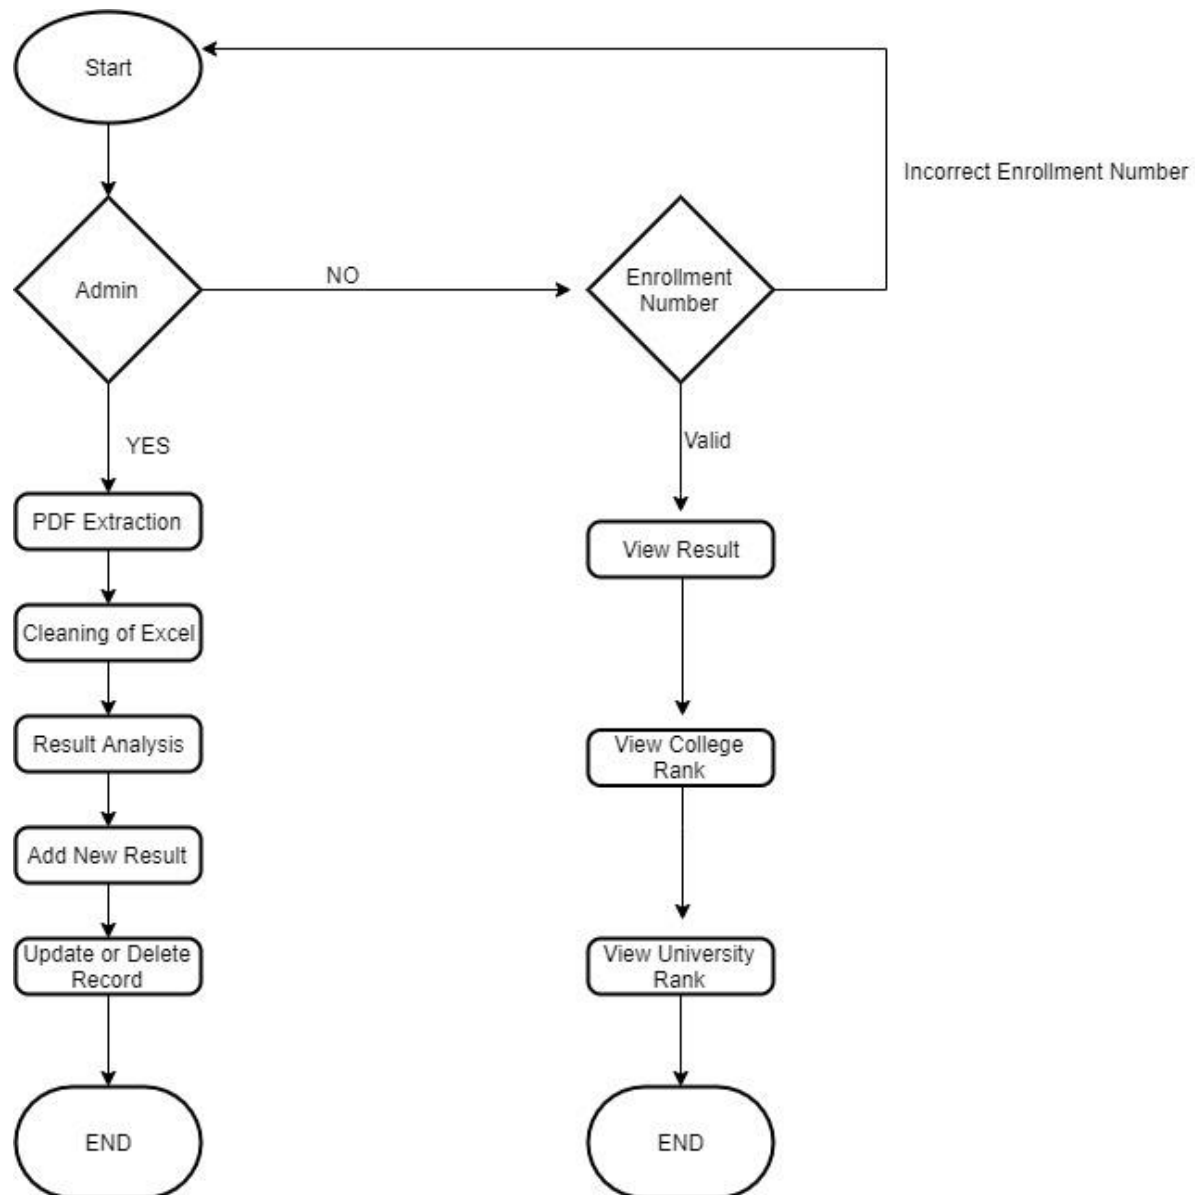 Start
Incorrect Enrollment Number
Admin
NO
Enrollment
Number
YES
Valid
PDF Extraction
View Result
Cleaning of Excel
Result Analysis
View College
Rank
Add New Result
Update or Delete
Record
View University
Rank
END
END